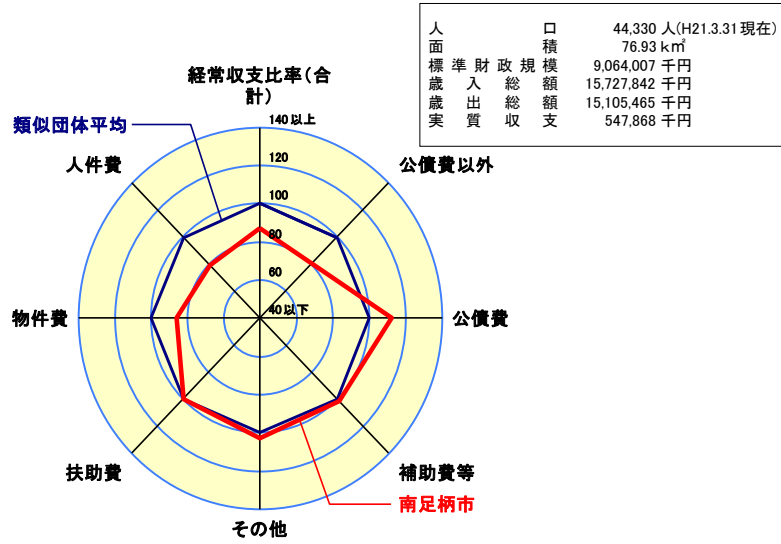 人口 44,330 人(H21.3.31現在)
面積 76.93 k㎡
標準財政規模 9,064,007 千円
歳入総額 15,727,842 千円
歳出総額 15,105,465 千円
実質収支 547,868 千円
経常収支比率(合
計)
類似団体平均
140以上
人件費
公債費以外
120
100
80
60
40以下
物件費
公債費
扶助費
補助費等
南足柄市
その他